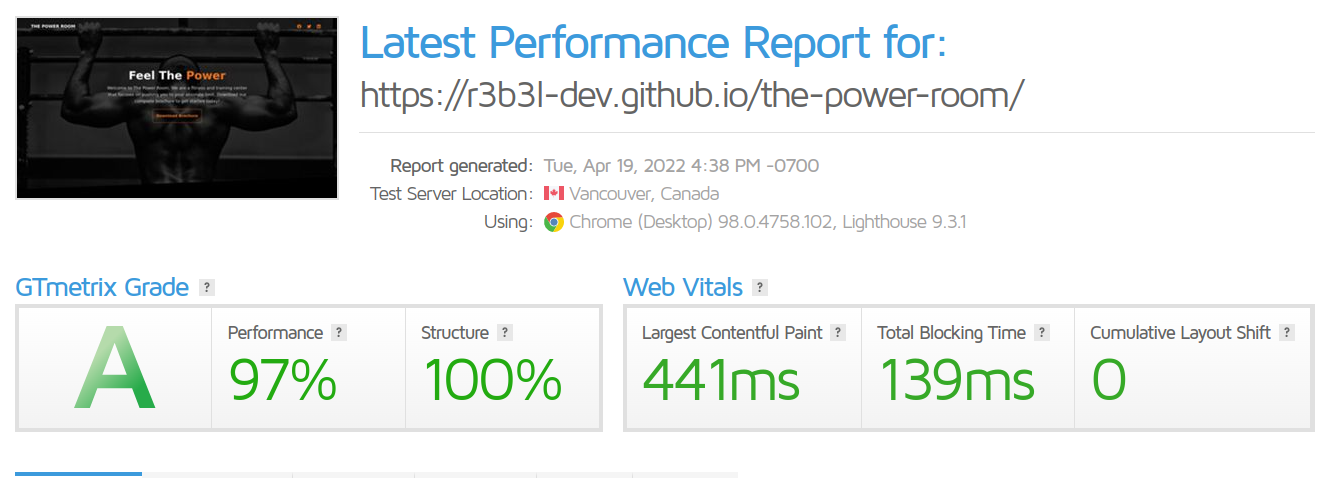 THE POWER ROOM
Feel The Power
Welcome to The Power Room. We are a fitness and training center
that focuses on pushing you to your absolute limit. Download our
complete brochure to get started today!
Download Brochure
Latest Performance Report for:
https://r3b3l-dev.github.io/the-power-room/
Report generated: Tue, Apr 19, 2022 4:38 PM -0700
Test Server Location: Vancouver, Canada
Using: Chrome (Desktop) 98.0.4758.102, Lighthouse 9.3.1
GTmetrix Grade ?
Web Vitals ?
A
Performance ?
97%
Structure ?
100%
Largest Contentful Paint ?
441ms
Total Blocking Time ?
139ms
Cumulative Layout Shift ?
0